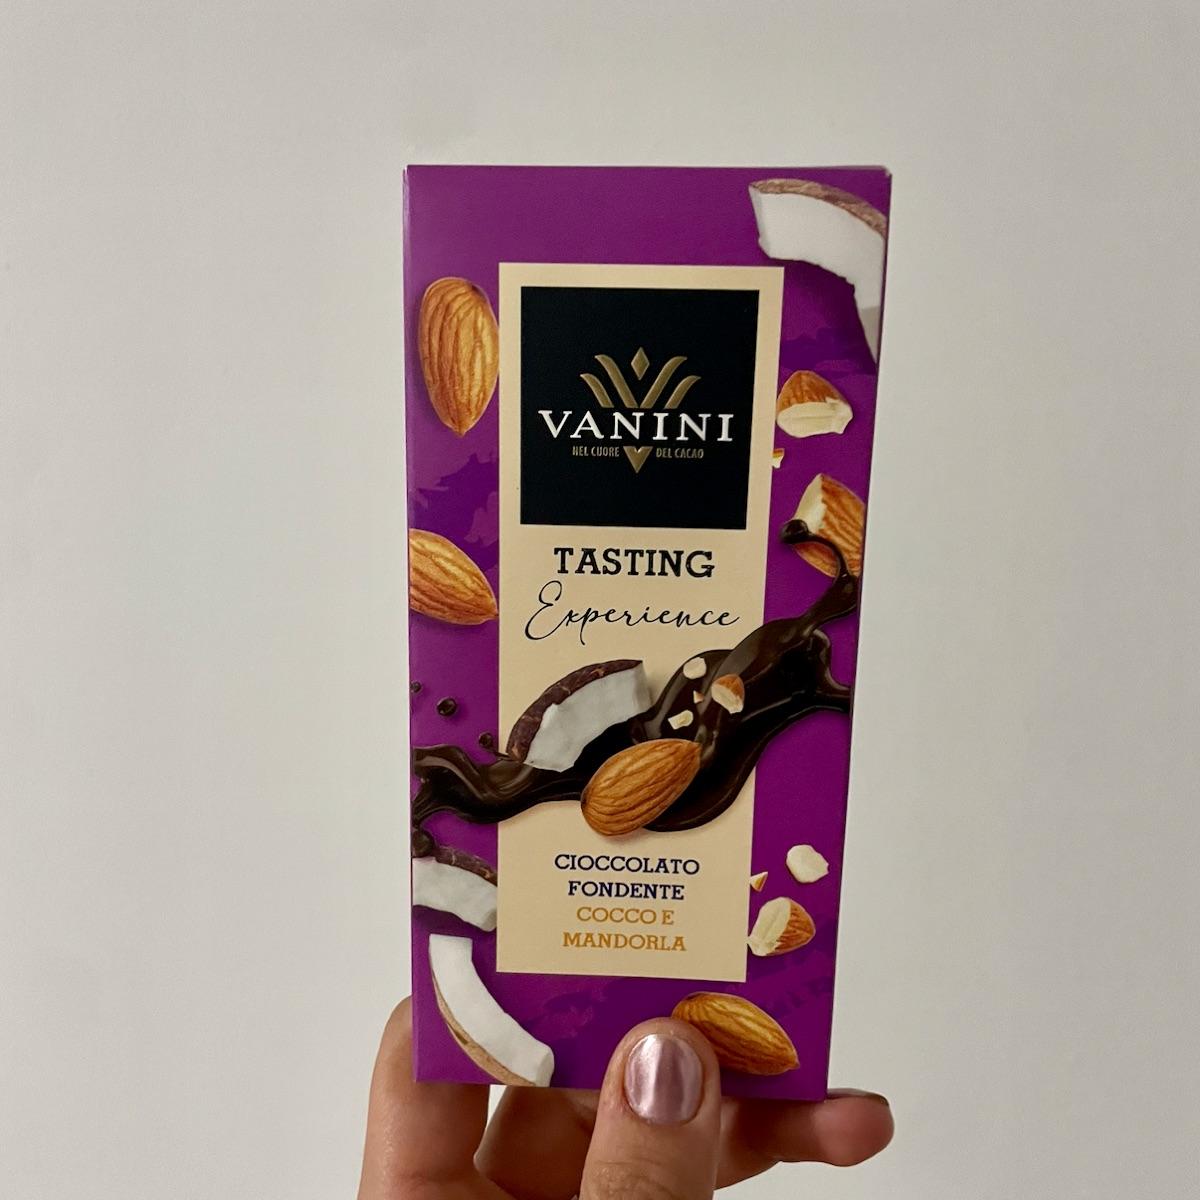 VANINI
NEL CUORE DEL CACAO
TASTING
Experience
CIOCCOLATO
FONDENTE
COCCO E
MANDORLA